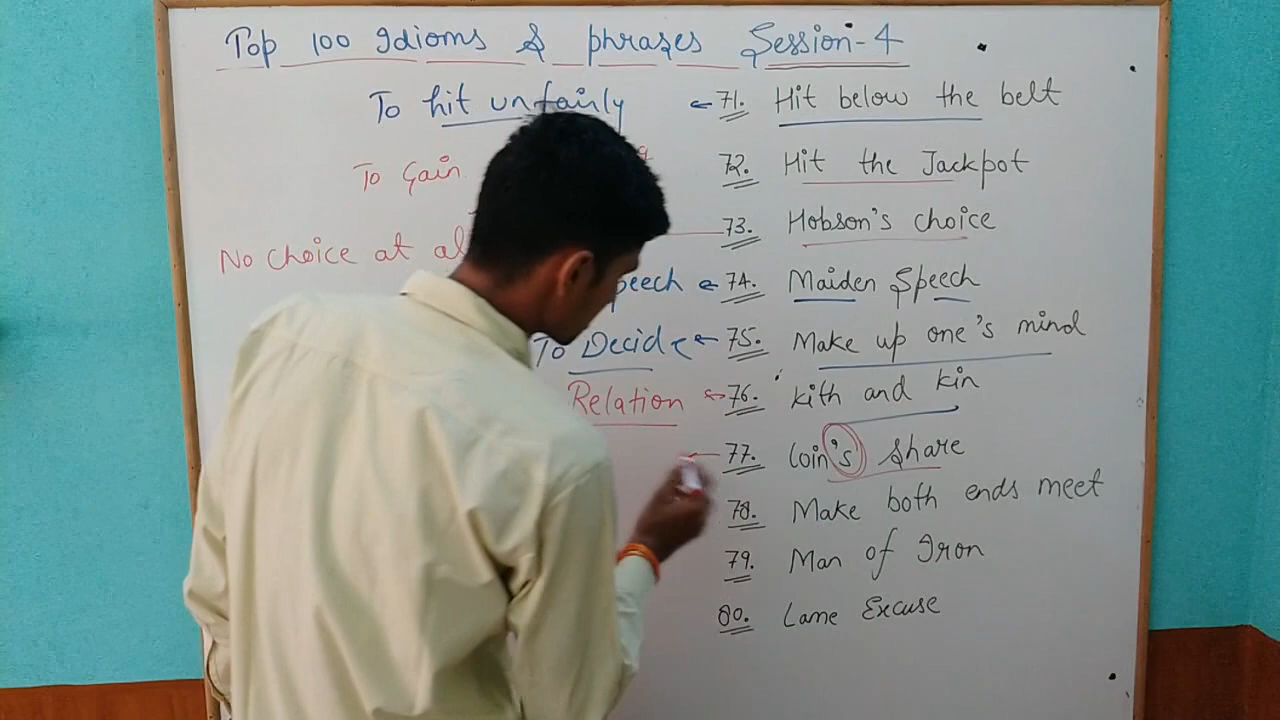 Top 100 Idioms & phrases Session-4
To hit unfairly ← 71. Hit below the belt
To Gain 72. Hit the Jackpot
No choice at al 73. Hobson's choice
peech ← 74. Maiden Speech
To Decide ← 75. Make up one's mind
Relation ← 76. kith and kin
77. Loin's share
78. Make both ends meet
79. Man of Iron
80. Lame Excuse